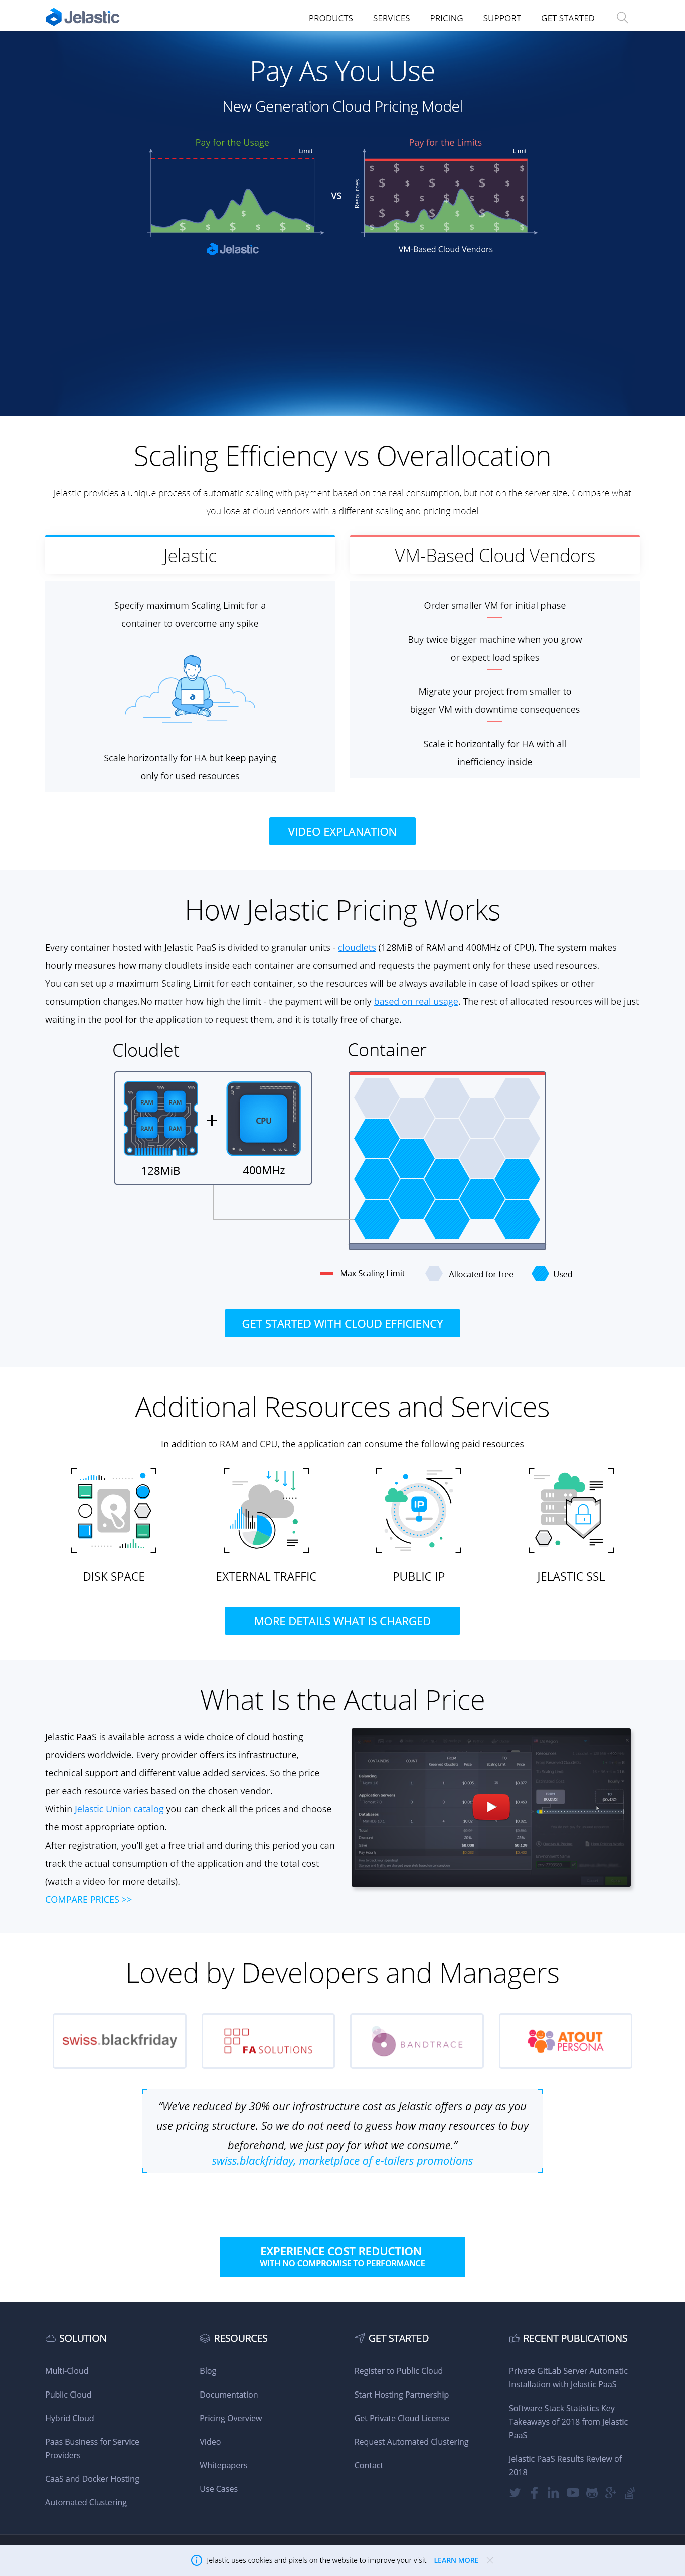 Jelastic
PRODUCTS SERVICES PRICING SUPPORT GET STARTED
Pay As You Use
New Generation Cloud Pricing Model
Pay for the Usage
Limit
$ $ $ $ $ $
Jelastic
VS
Pay for the Limits
Limit
Resources
VM-Based Cloud Vendors
Scaling Efficiency vs Overallocation
Jelastic provides a unique process of automatic scaling with payment based on the real consumption, but not on the server size. Compare what
you lose at cloud vendors with a different scaling and pricing model
Jelastic
Specify maximum Scaling Limit for a
container to overcome any spike
Scale horizontally for HA but keep paying
only for used resources
VM-Based Cloud Vendors
Order smaller VM for initial phase
Buy twice bigger machine when you grow
or expect load spikes
Migrate your project from smaller to
bigger VM with downtime consequences
Scale it horizontally for HA with all
inefficiency inside
VIDEO EXPLANATION
How Jelastic Pricing Works
Every container hosted with Jelastic PaaS is divided to granular units - cloudlets (128MiB of RAM and 400MHz of CPU). The system makes
hourly measures how many cloudlets inside each container are consumed and requests the payment only for these used resources.
You can set up a maximum Scaling Limit for each container, so the resources will be always available in case of load spikes or other
consumption changes.No matter how high the limit - the payment will be only based on real usage. The rest of allocated resources will be just
waiting in the pool for the application to request them, and it is totally free of charge.
Cloudlet
RAM RAM
RAM RAM
+
CPU
128MiB
400MHz
Container
Max Scaling Limit
Allocated for free
Used
GET STARTED WITH CLOUD EFFICIENCY
Additional Resources and Services
In addition to RAM and CPU, the application can consume the following paid resources
IP
DISK SPACE
EXTERNAL TRAFFIC
PUBLIC IP
JELASTIC SSL
MORE DETAILS WHAT IS CHARGED
What Is the Actual Price
Jelastic PaaS is available across a wide choice of cloud hosting
providers worldwide. Every provider offers its infrastructure,
technical support and different value added services. So the price
per each resource varies based on the chosen vendor.
Within Jelastic Union catalog you can check all the prices and choose
the most appropriate option.
After registration, you'll get a free trial and during this period you can
track the actual consumption of the application and the total cost
(watch a video for more details).
COMPARE PRICES >>
Loved by Developers and Managers
swiss.blackfriday
FA SOLUTIONS
BANDTRACE
ATOUT
PERSONA
“We’ve reduced by 30% our infrastructure cost as Jelastic offers a pay as you
use pricing structure. So we do not need to guess how many resources to buy
beforehand, we just pay for what we consume.”
swiss.blackfriday, marketplace of e-tailers promotions
EXPERIENCE COST REDUCTION
WITH NO COMPROMISE TO PERFORMANCE
SOLUTION
Multi-Cloud
Public Cloud
Hybrid Cloud
Paas Business for Service
Providers
CaaS and Docker Hosting
Automated Clustering
RESOURCES
Blog
Documentation
Pricing Overview
Video
Whitepapers
Use Cases
GET STARTED
Register to Public Cloud
Start Hosting Partnership
Get Private Cloud License
Request Automated Clustering
Contact
RECENT PUBLICATIONS
Private GitLab Server Automatic
Installation with Jelastic PaaS
Software Stack Statistics Key
Takeaways of 2018 from Jelastic
PaaS
Jelastic PaaS Results Review of
2018
Jelastic uses cookies and pixels on the website to improve your visit LEARN MORE